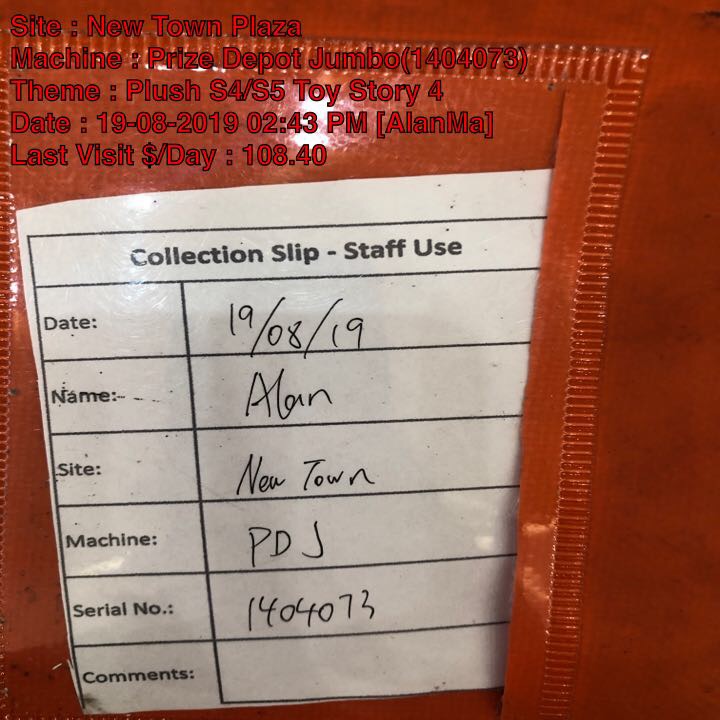 Site : New Town Plaza
Machine : Prize Depot Jumbo(1404073)
Theme : Plush S4/S5 Toy Story 4
Date : 19-08-2019 02:43 PM [AlanMa]
Last Visit $/Day : 108.40
Collection Slip - Staff Use
Date: 19/08/19
Name: Alan
Site: New Town
Machine: PDJ
Serial No.: 1404073
Comments: